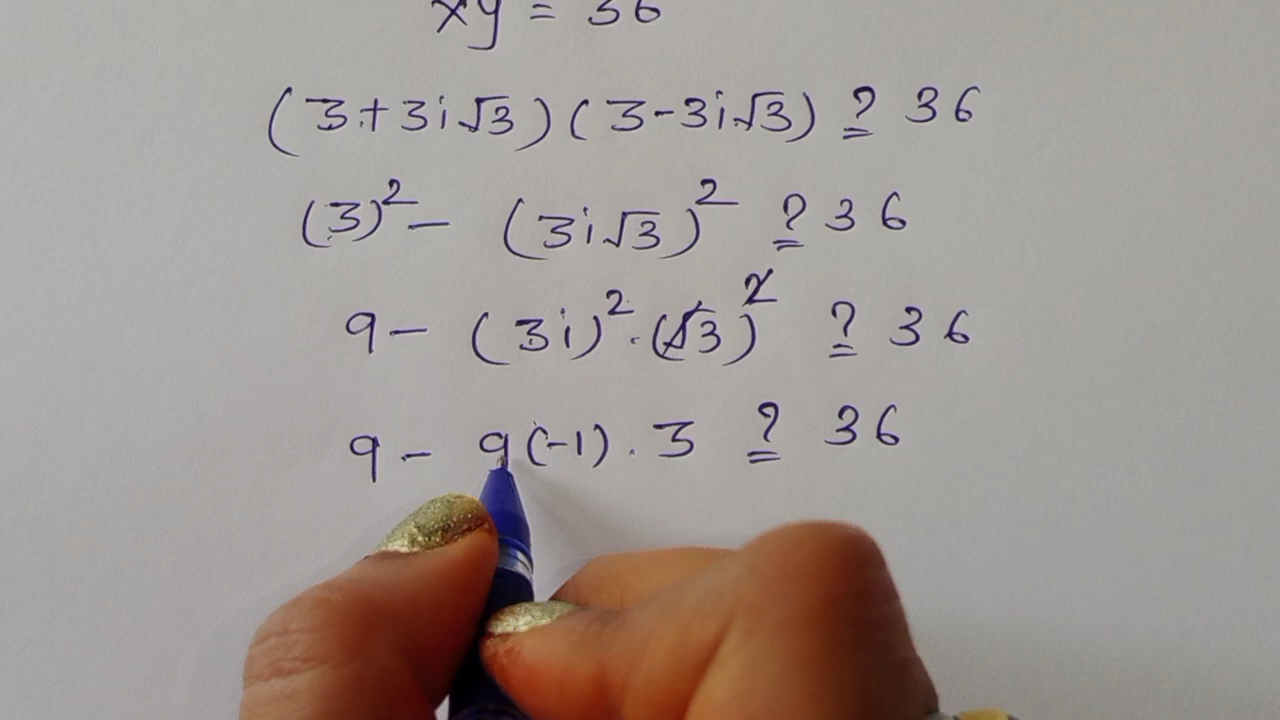 xy = 36
(3+3i√3)(3-3i√3) ≟ 36
(3)² - (3i√3)² ≟ 36
9 - (3i)² · (√3)² ≟ 36
9 - 9(-1) · 3 ≟ 36